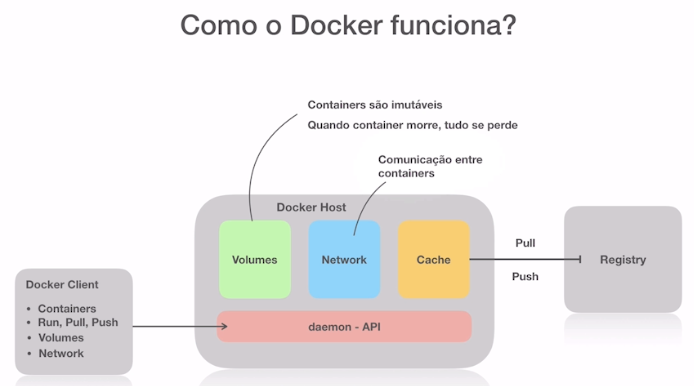 Como o Docker funciona?
Containers são imutáveis
Quando container morre, tudo se perde
Comunicação entre
containers
Docker Host
Volumes
Network
Cache
Pull
Push
Registry
Docker Client
• Containers
• Run, Pull, Push
• Volumes
• Network
daemon - API